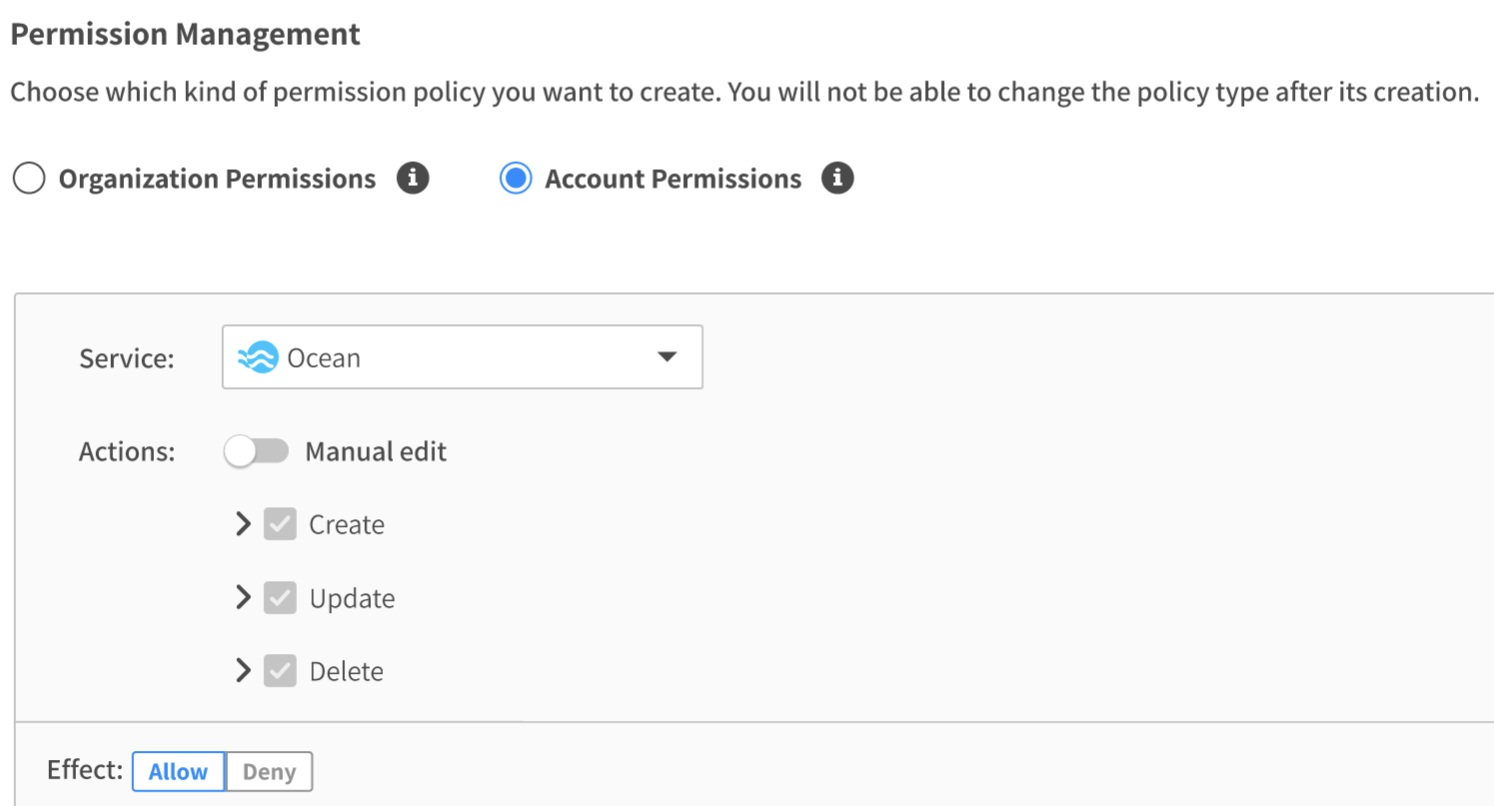 Permission Management
Choose which kind of permission policy you want to create. You will not be able to change the policy type after its creation.
Organization Permissions Account Permissions
Service: Ocean
Actions: Manual edit
Create
Update
Delete
Effect: Allow Deny